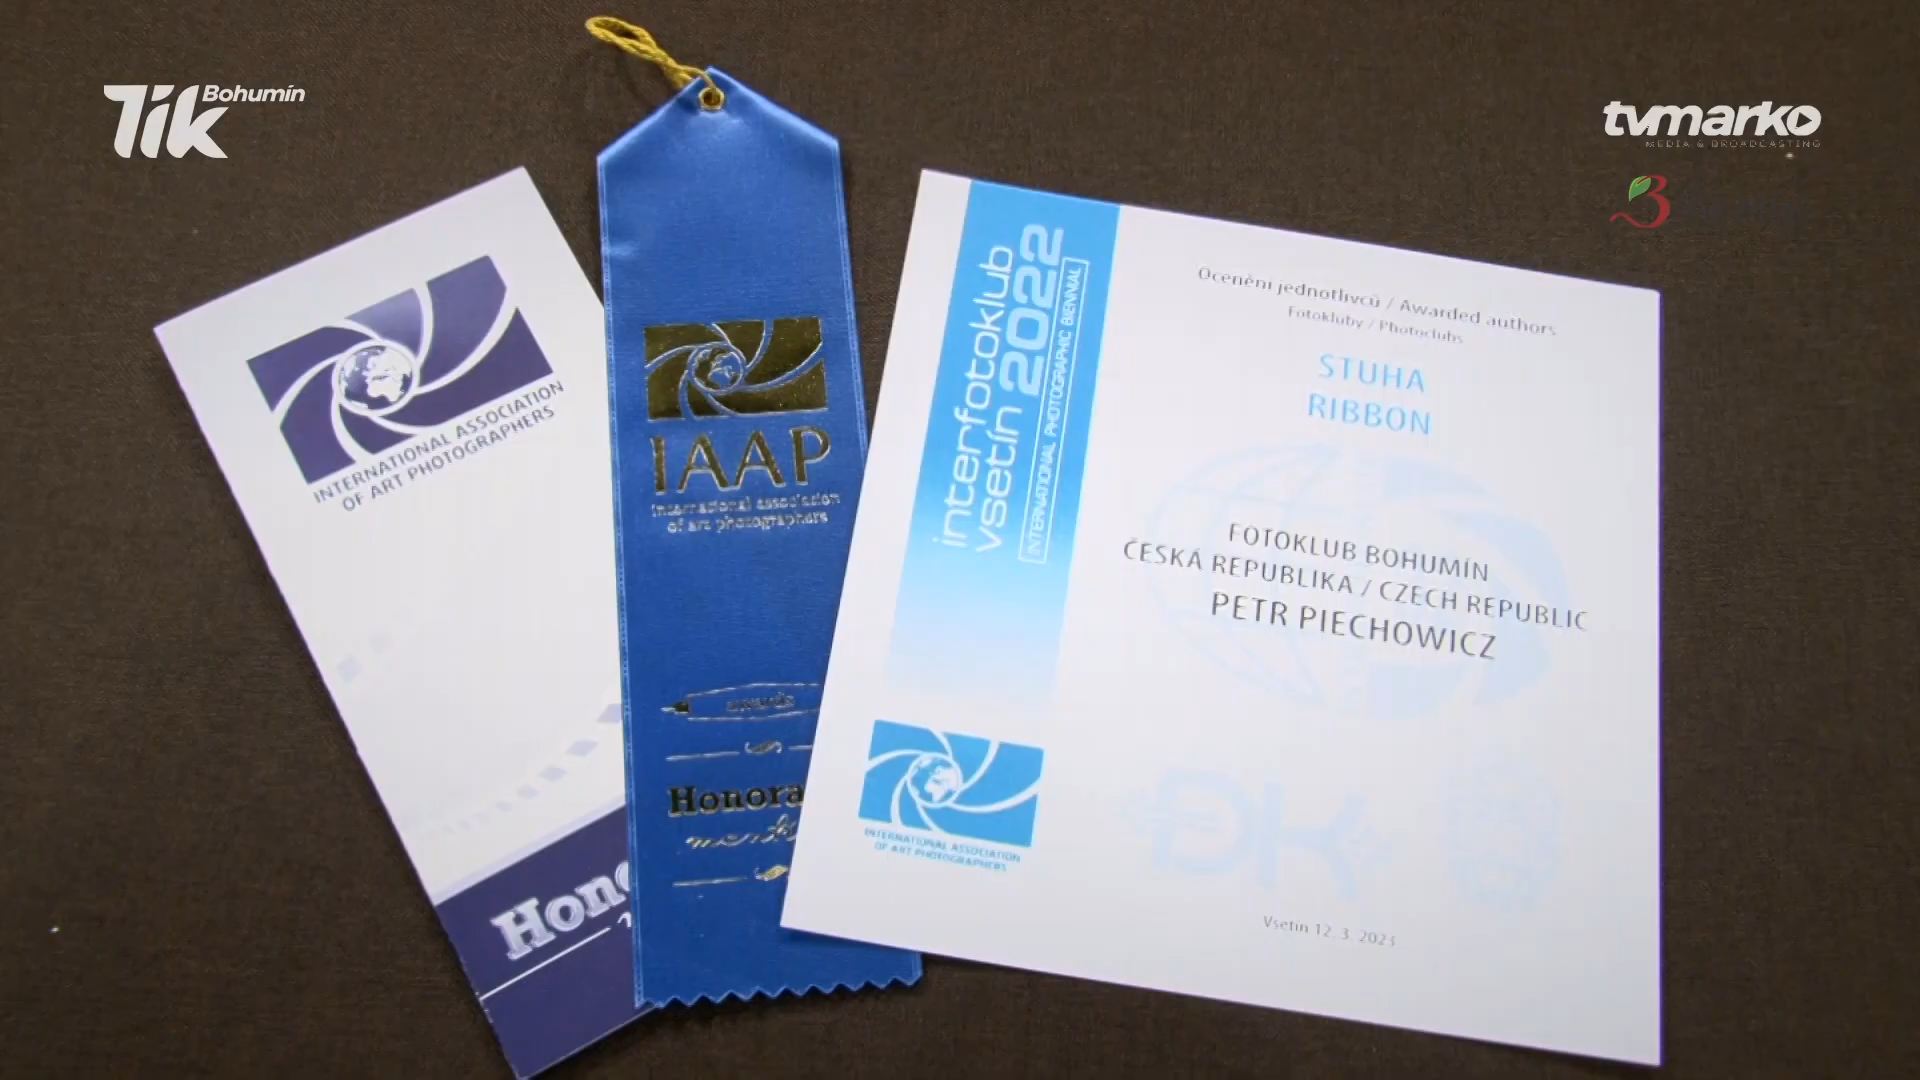 Tik Bohumín
tvmarko
MEDIA & BROADCASTING
INTERNATIONAL ASSOCIATION
OF ART PHOTOGRAPHERS
IAAP
international association
of art photographers
awards
interfotoklub
vsetín 2022
INTERNATIONAL PHOTOGRAPHIC BIENNIAL
Ocenění jednotlivců / Awarded authors
Fotokluby / Photoclubs
STUHA
RIBBON
FOTOKLUB BOHUMÍN
ČESKÁ REPUBLIKA / CZECH REPUBLIC
PETR PIECHOWICZ
INTERNATIONAL ASSOCIATION
OF ART PHOTOGRAPHERS
Vsetín 12. 3. 2023